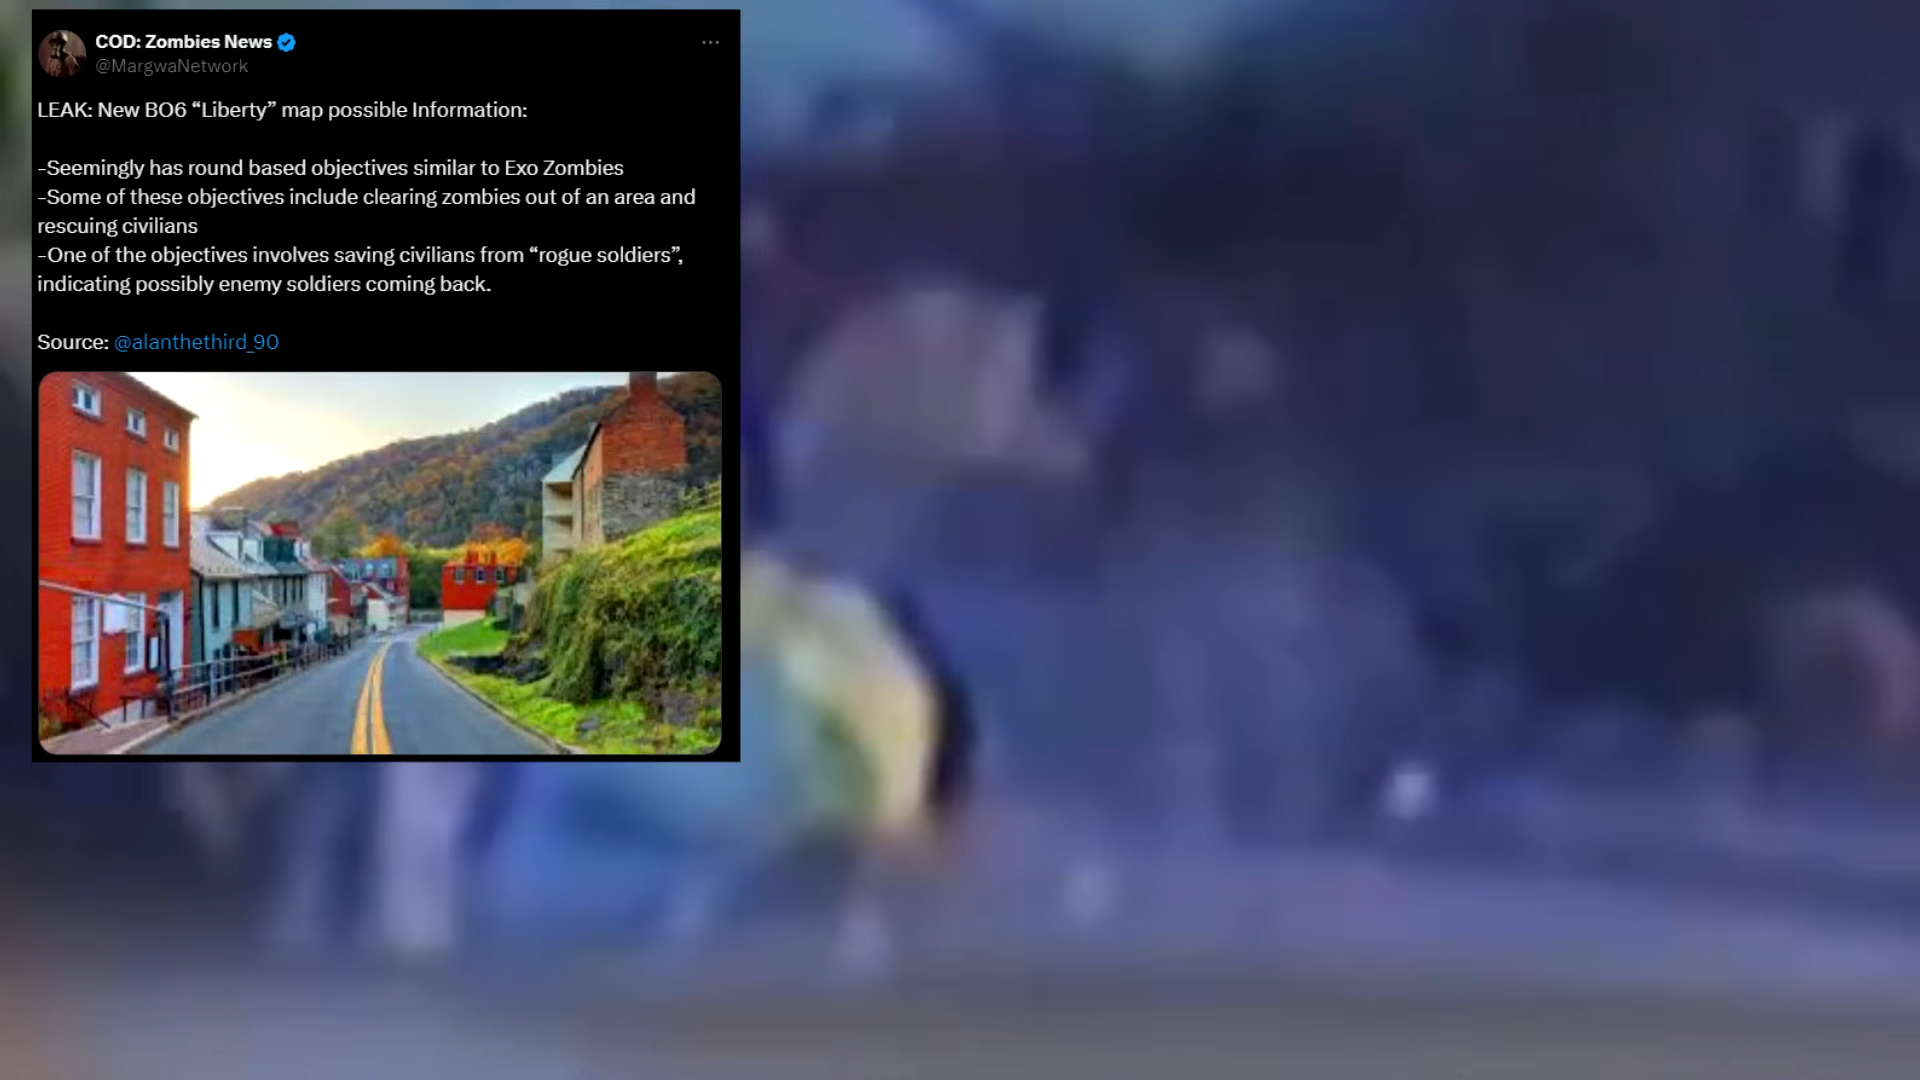 COD: Zombies News
@MargwaNetwork
LEAK: New BO6 “Liberty” map possible Information:
-Seemingly has round based objectives similar to Exo Zombies
-Some of these objectives include clearing zombies out of an area and
rescuing civilians
-One of the objectives involves saving civilians from “rogue soldiers”,
indicating possibly enemy soldiers coming back.
Source: @alanthethird_90